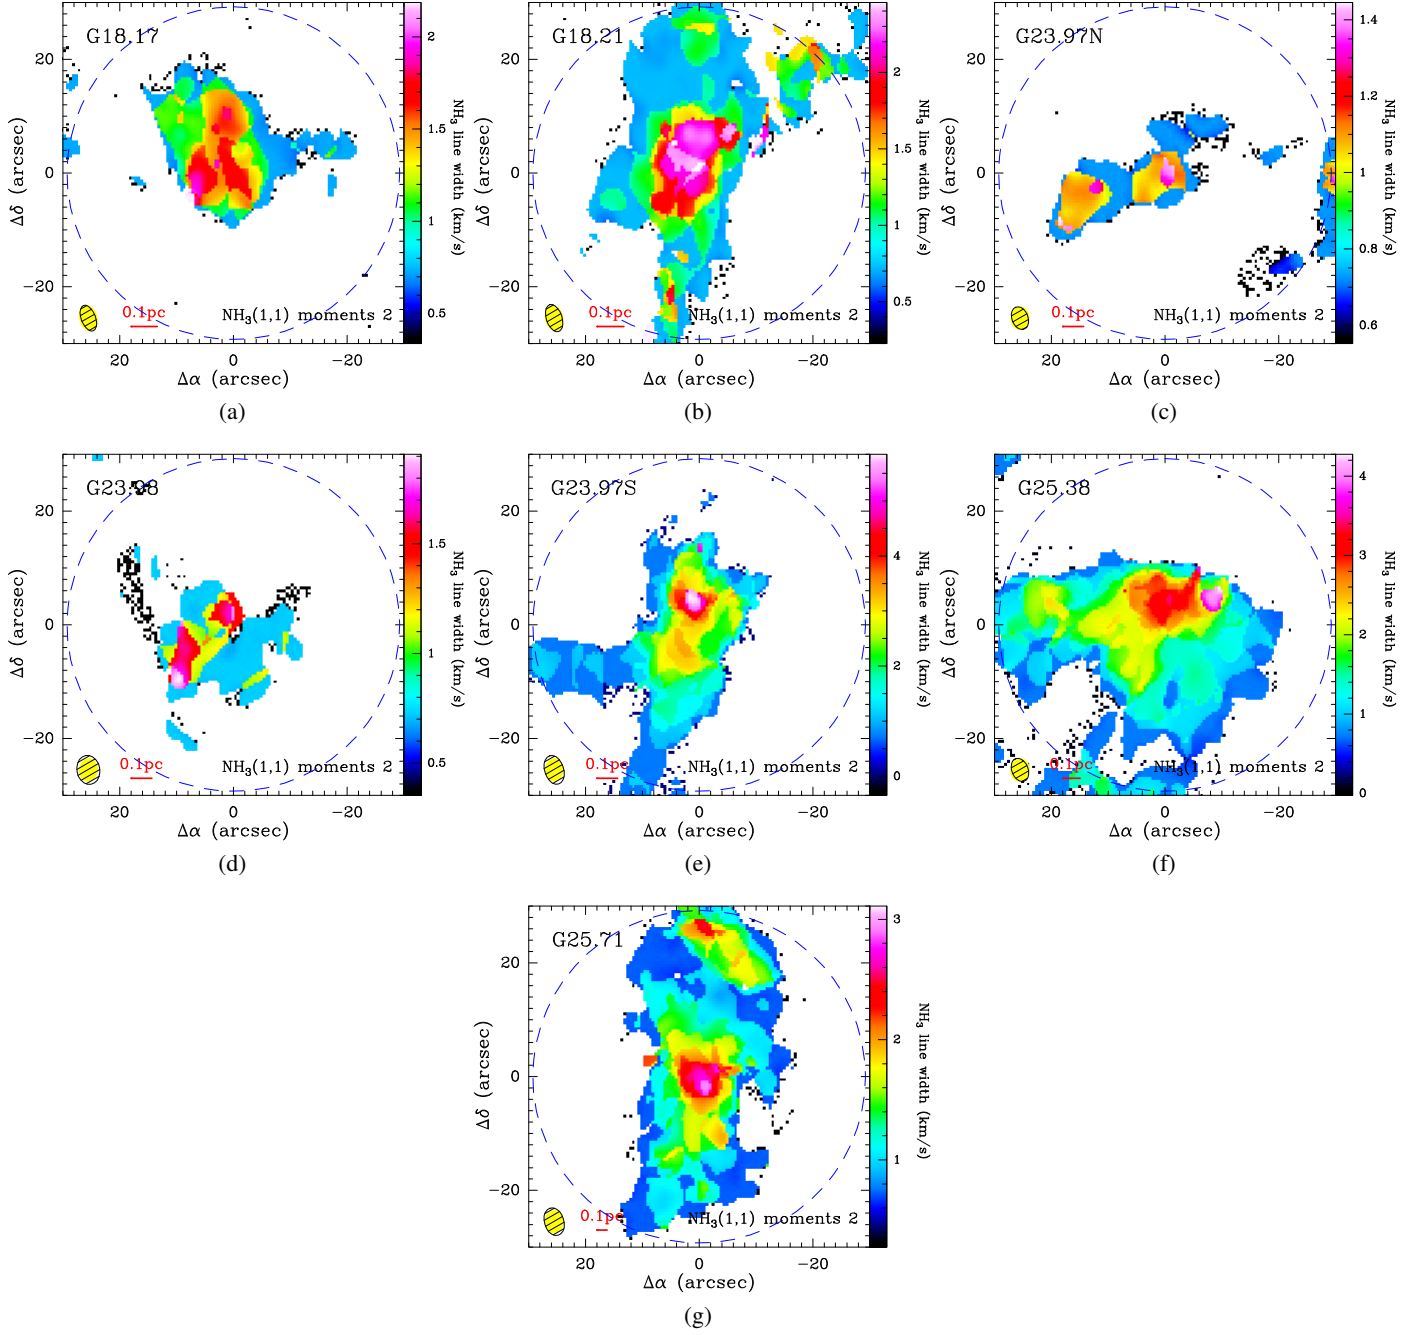 G18.17
20
0
−20
Δδ (arcsec)
0.1pc
NH3(1,1) moments 2
20 0 −20
Δα (arcsec)
2
1.5
1
0.5
NH3 line width (km/s)
(a)
G18.21
20
0
−20
Δδ (arcsec)
0.1pc
NH3(1,1) moments 2
20 0 −20
Δα (arcsec)
2
1.5
1
0.5
NH3 line width (km/s)
(b)
G23.97N
20
0
−20
Δδ (arcsec)
0.1pc
NH3(1,1) moments 2
20 0 −20
Δα (arcsec)
1.4
1.2
1
0.8
0.6
NH3 line width (km/s)
(c)
G23.98
20
0
−20
Δδ (arcsec)
0.1pc
NH3(1,1) moments 2
20 0 −20
Δα (arcsec)
1.5
1
0.5
NH3 line width (km/s)
(d)
G23.97S
20
0
−20
Δδ (arcsec)
0.1pc
NH3(1,1) moments 2
20 0 −20
Δα (arcsec)
4
2
0
NH3 line width (km/s)
(e)
G25.38
20
0
−20
Δδ (arcsec)
0.1pc
NH3(1,1) moments 2
20 0 −20
Δα (arcsec)
4
3
2
1
0
NH3 line width (km/s)
(f)
G25.71
20
0
−20
Δδ (arcsec)
0.1pc
NH3(1,1) moments 2
20 0 −20
Δα (arcsec)
3
2
1
NH3 line width (km/s)
(g)